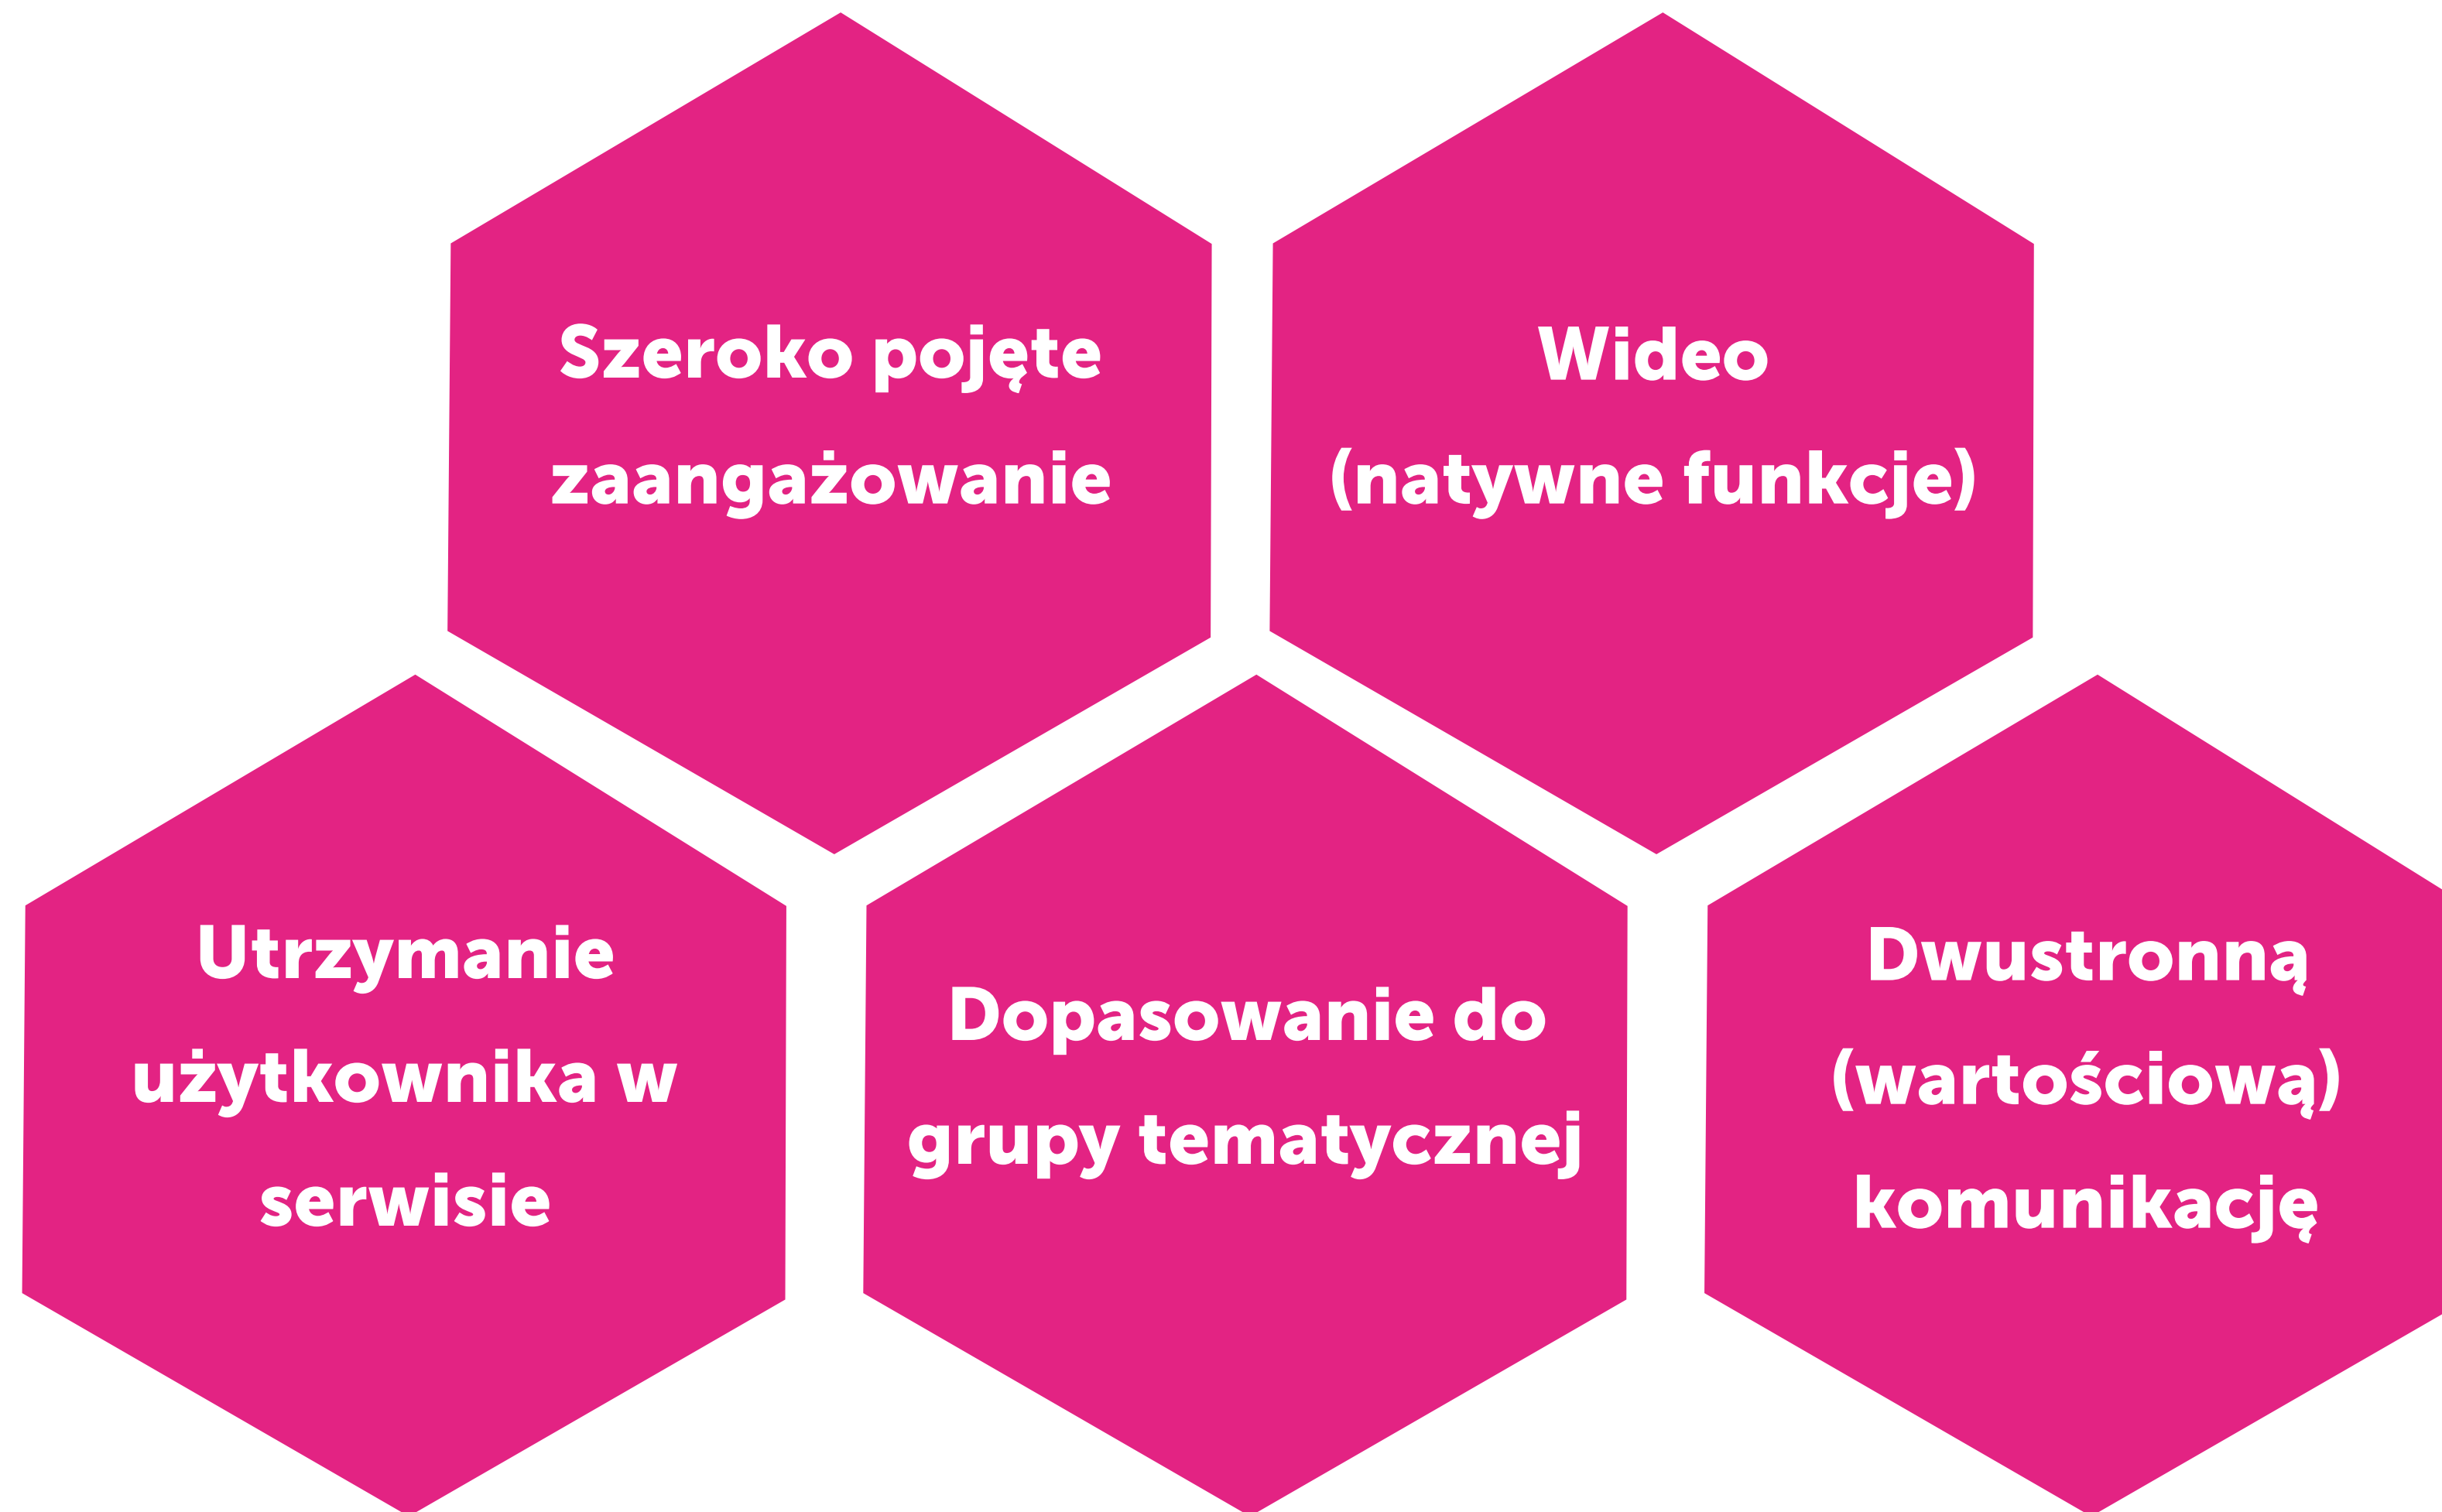 Szeroko pojęte
zaangażowanie
Wideo
(natywne funkcje)
Utrzymanie
użytkownika w
serwisie
Dopasowanie do
grupy tematycznej
Dwustronną
(wartościową)
komunikację